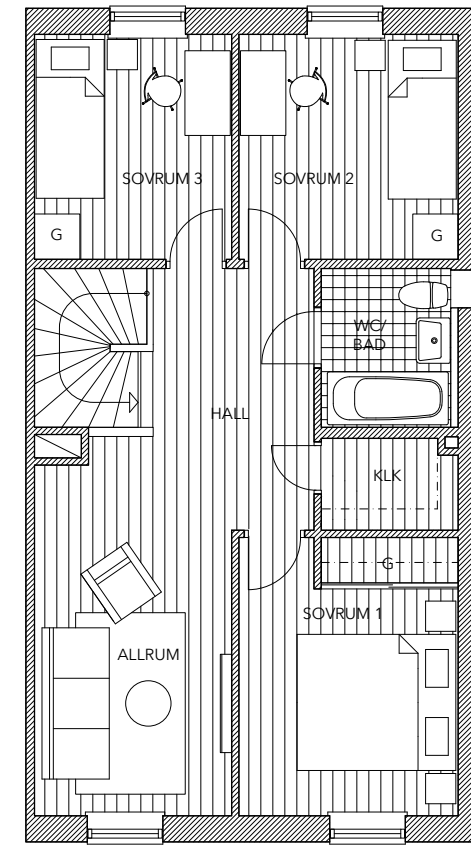 SOVRUM 3
SOVRUM 2
G
G
WC/
BAD
HALL
KLK
G
SOVRUM 1
ALLRUM